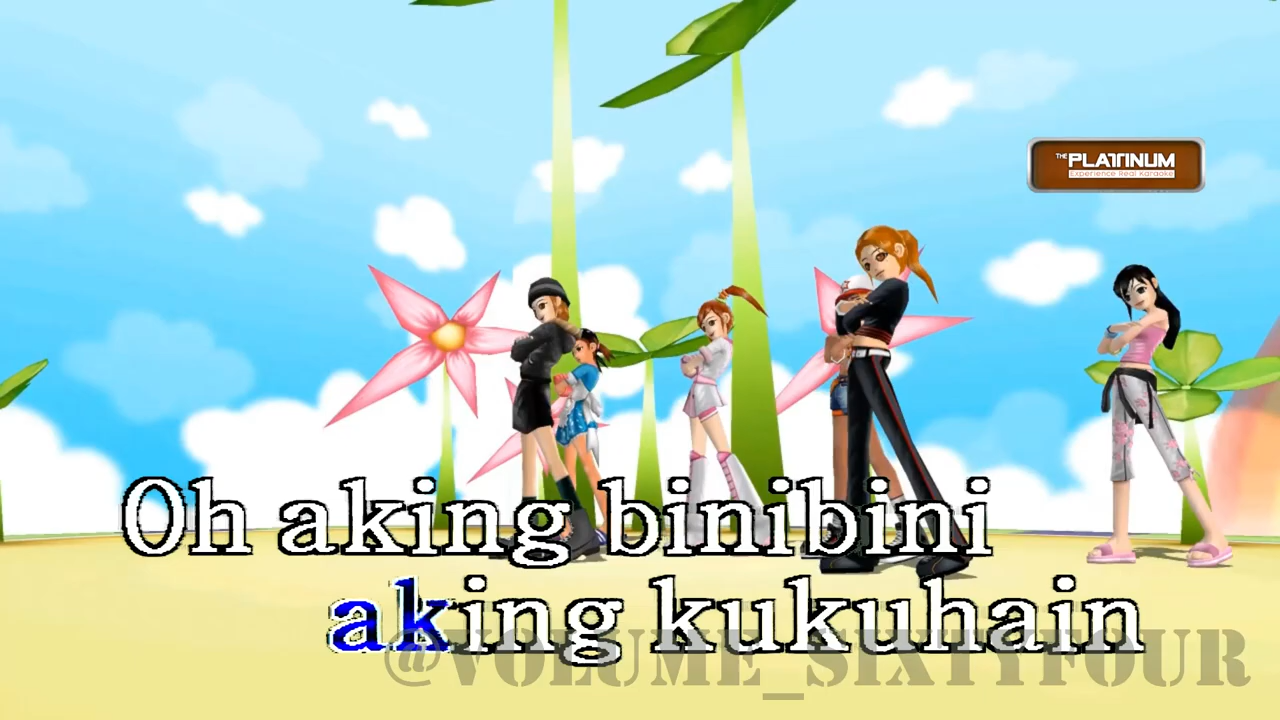 THE PLATINUM
Experience Real Karaoke
Oh aking binibini
aking kukuhain
@VOLUME_SIXTYFOUR